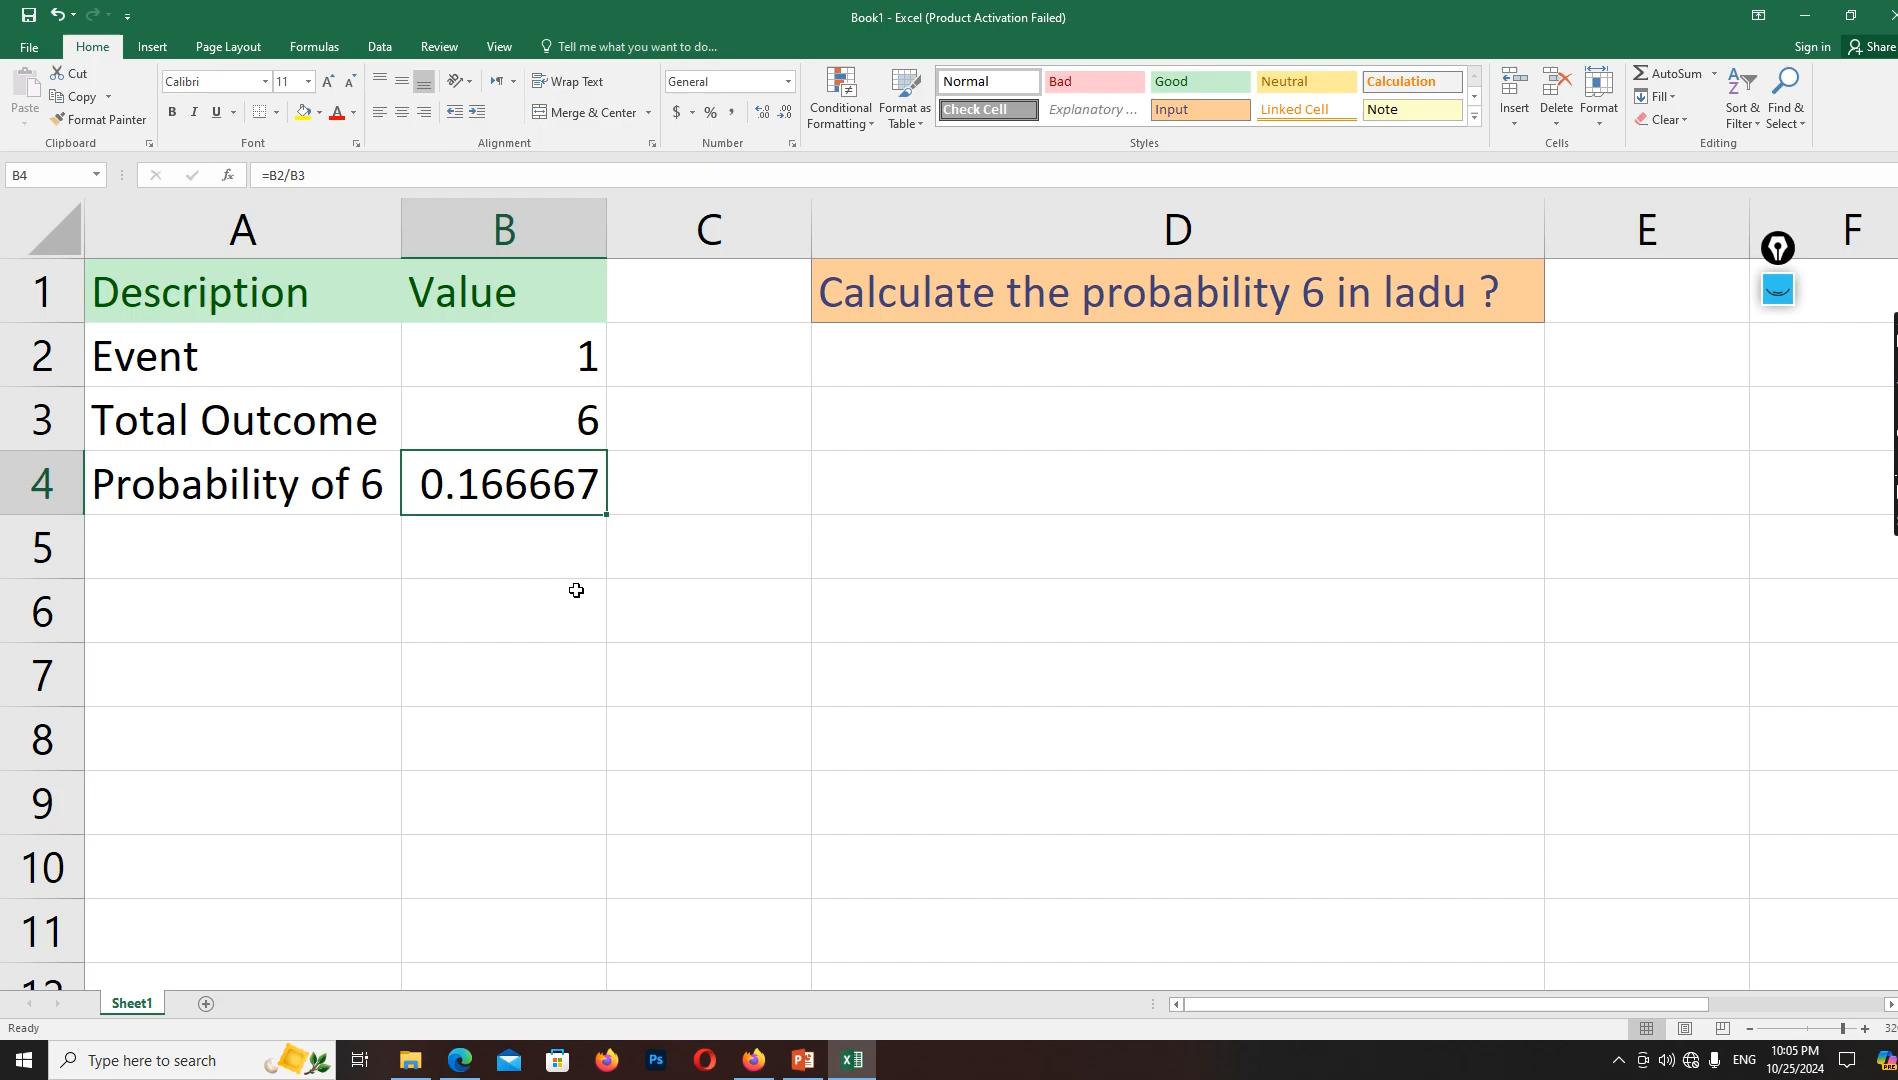 Book1 - Excel (Product Activation Failed)
File Home Insert Page Layout Formulas Data Review View Tell me what you want to do... Sign in Share
Paste Cut Copy Format Painter Clipboard
Calibri 11 B I U Font
Wrap Text Merge & Center Alignment
General $ % , Number
Conditional Formatting Format as Table
Normal Bad Good Neutral Calculation
Check Cell Explanatory ... Input Linked Cell Note
Styles
Insert Delete Format Cells
AutoSum Fill Clear Sort & Filter Find & Select Editing
B4 fx =B2/B3
A B C D E F
1 Description Value Calculate the probability 6 in ladu ?
2 Event 1
3 Total Outcome 6
4 Probability of 6 0.166667
5
6
7
8
9
10
11
12
Sheet1
Ready
Type here to search Ps ENG 10:05 PM
10/25/2024